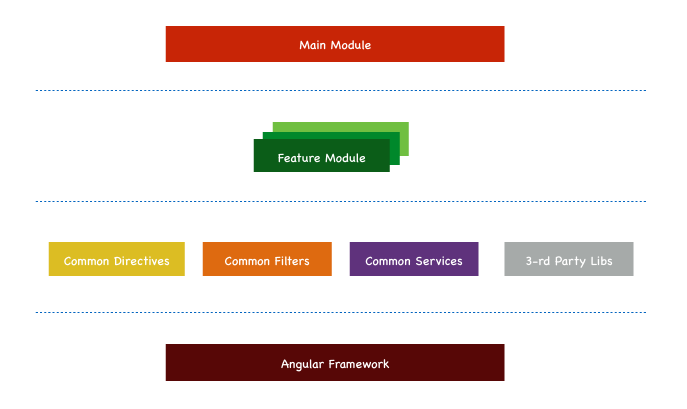 Main Module
Feature Module
Common Directives
Common Filters
Common Services
3-rd Party Libs
Angular Framework